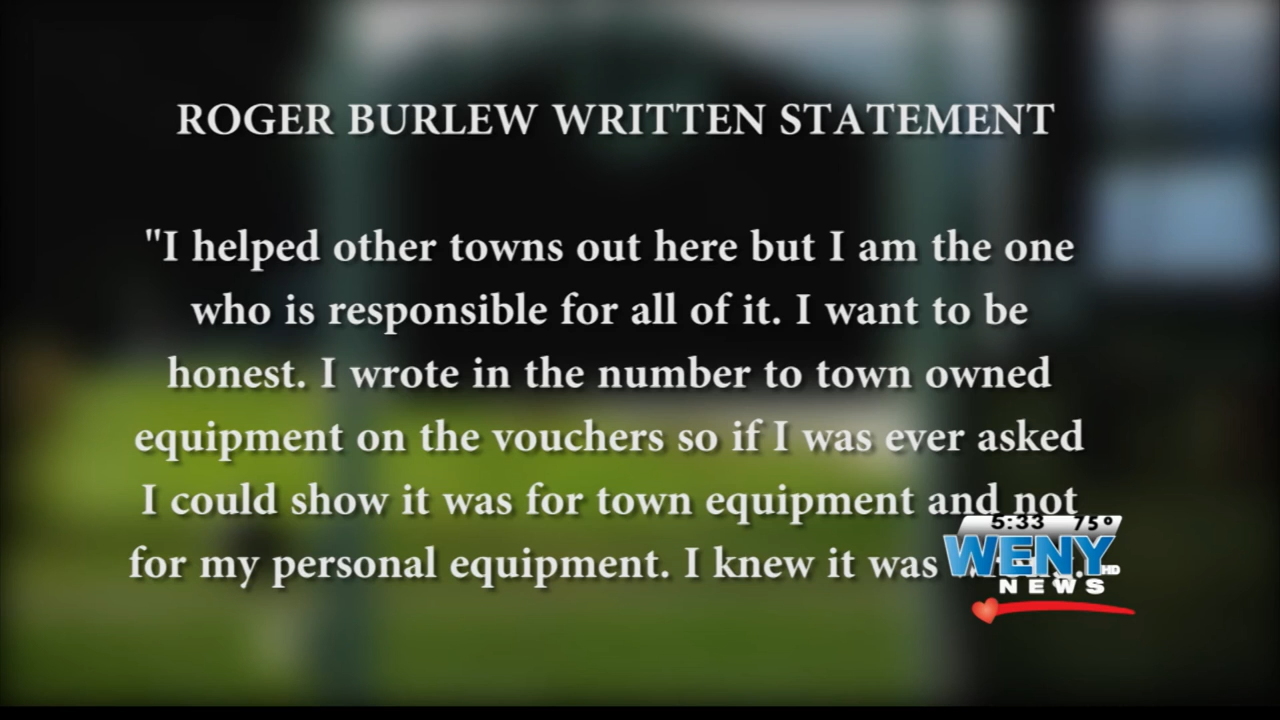 ROGER BURLEW WRITTEN STATEMENT
"I helped other towns out here but I am the one
who is responsible for all of it. I want to be
honest. I wrote in the number to town owned
equipment on the vouchers so if I was ever asked
I could show it was for town equipment and not
for my personal equipment. I knew it was
5:33 75°
WENY HD
NEWS